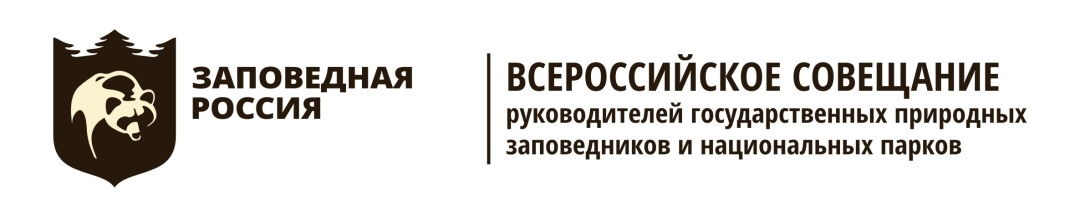 ЗАПОВЕДНАЯ
РОССИЯ
ВСЕРОССИЙСКОЕ СОВЕЩАНИЕ
руководителей государственных природных
заповедников и национальных парков